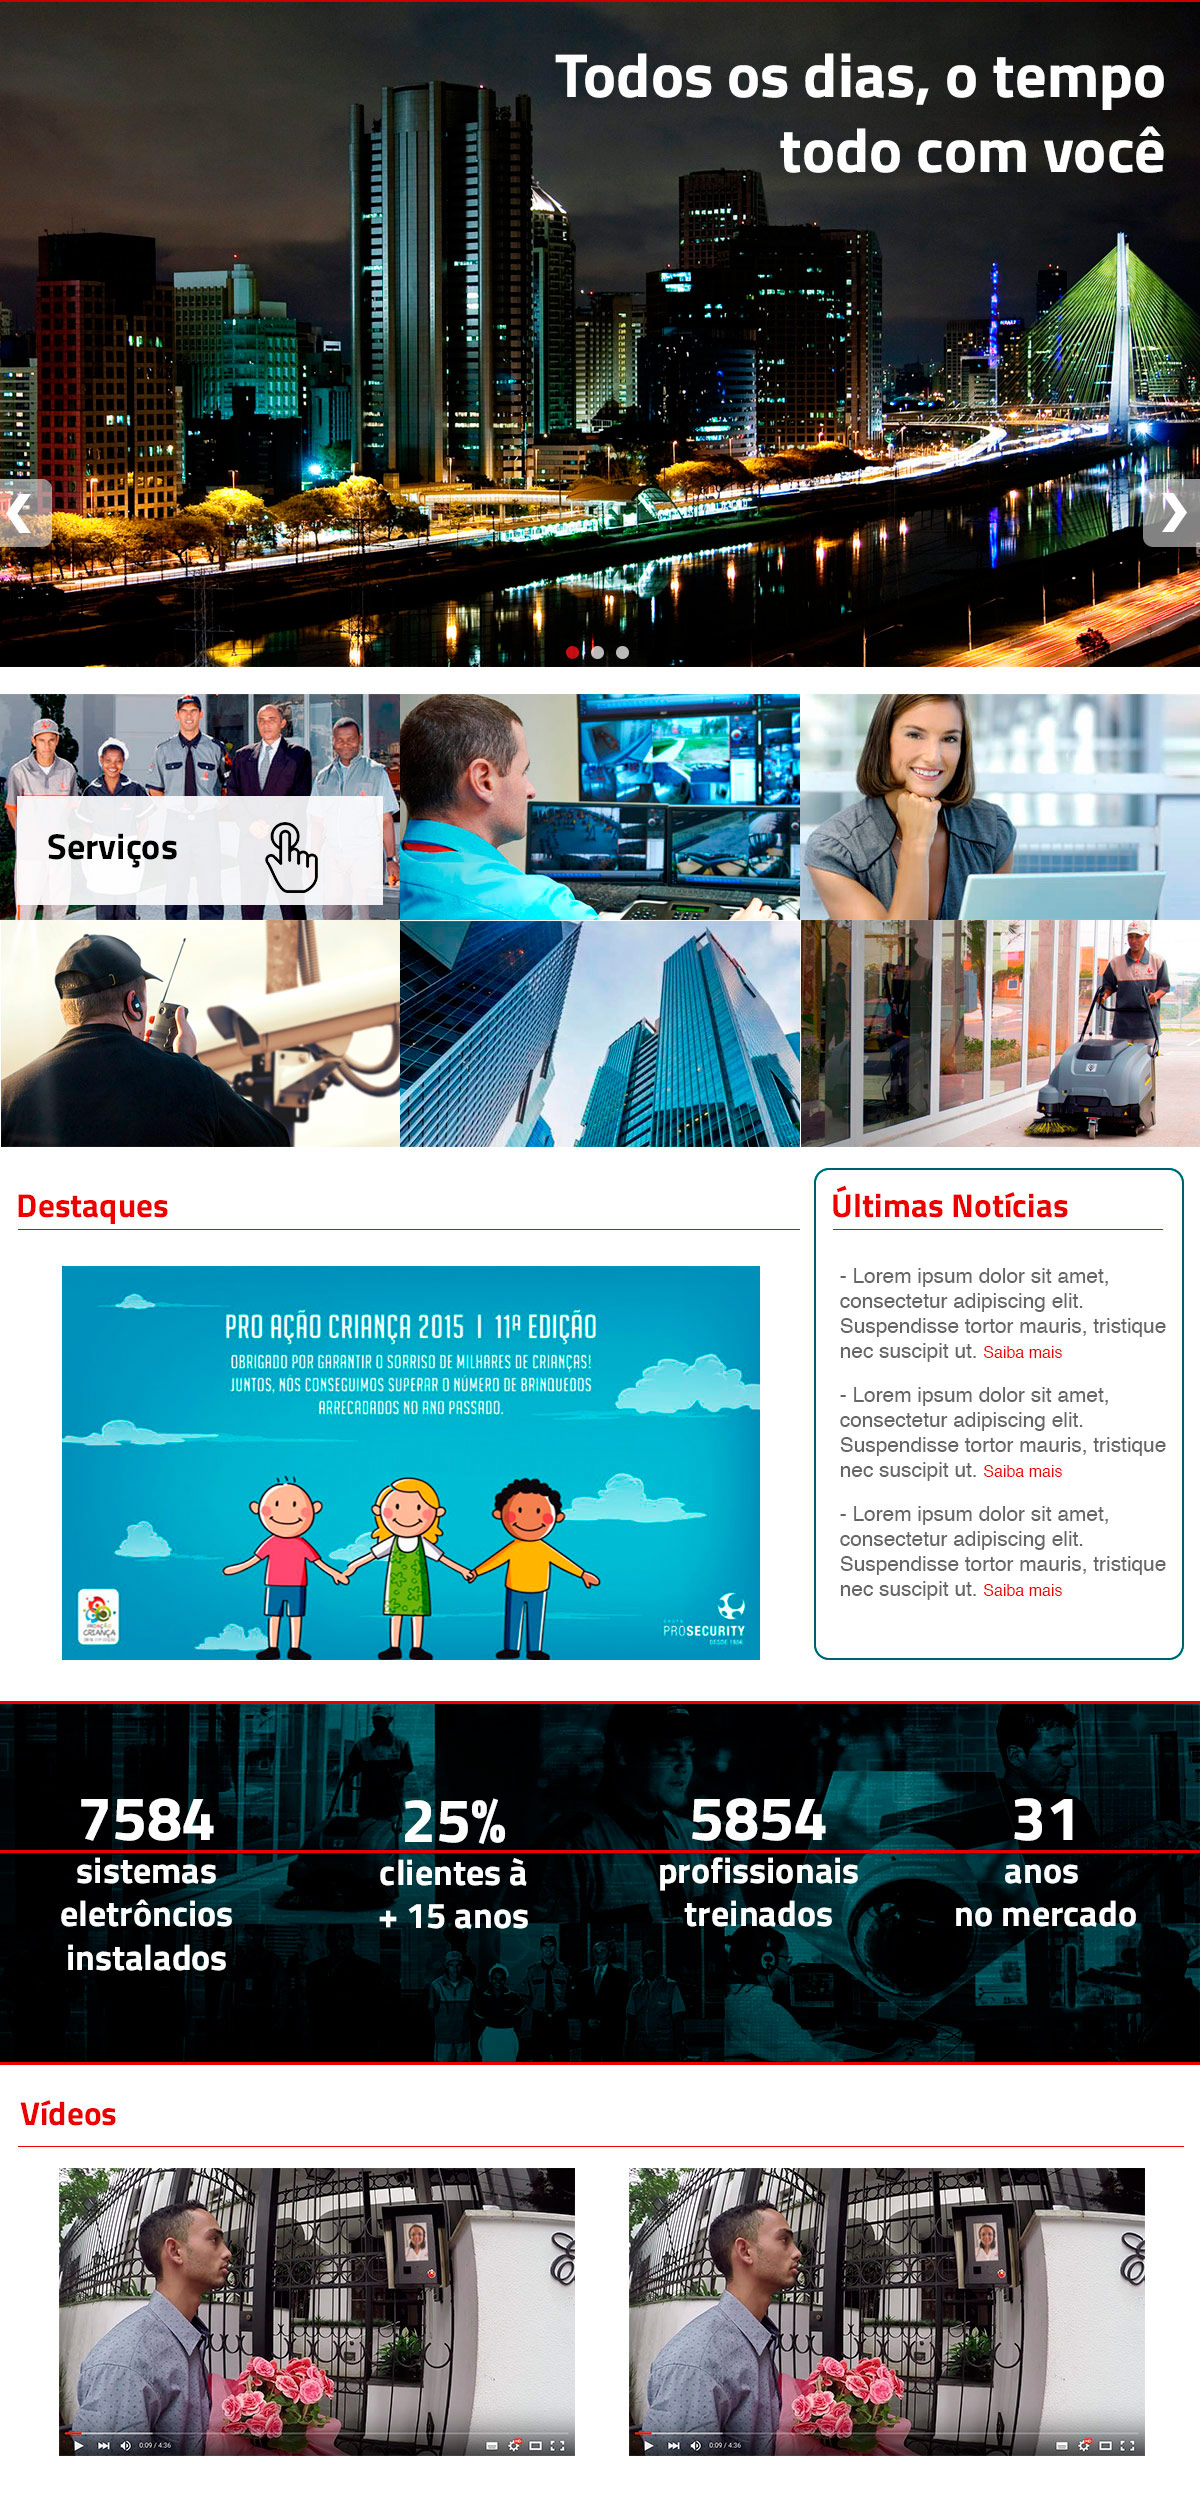 Todos os dias, o tempo
todo com você
Serviços
Destaques
PRO AÇÃO CRIANÇA 2015 | 11ª EDIÇÃO
OBRIGADO POR GARANTIR O SORRISO DE MILHARES DE CRIANÇAS!
JUNTOS, NÓS CONSEGUIMOS SUPERAR O NÚMERO DE BRINQUEDOS
ARRECADADOS NO ANO PASSADO.
CRIANÇA
GRUPO
PROSECURITY
DESDE 1984
Últimas Notícias
- Lorem ipsum dolor sit amet,
consectetur adipiscing elit.
Suspendisse tortor mauris, tristique
nec suscipit ut. Saiba mais
- Lorem ipsum dolor sit amet,
consectetur adipiscing elit.
Suspendisse tortor mauris, tristique
nec suscipit ut. Saiba mais
- Lorem ipsum dolor sit amet,
consectetur adipiscing elit.
Suspendisse tortor mauris, tristique
nec suscipit ut. Saiba mais
7584
sistemas
eletrôncios
instalados
25%
clientes à
+ 15 anos
5854
profissionais
treinados
31
anos
no mercado
Vídeos
0:09 / 4:36
0:09 / 4:36